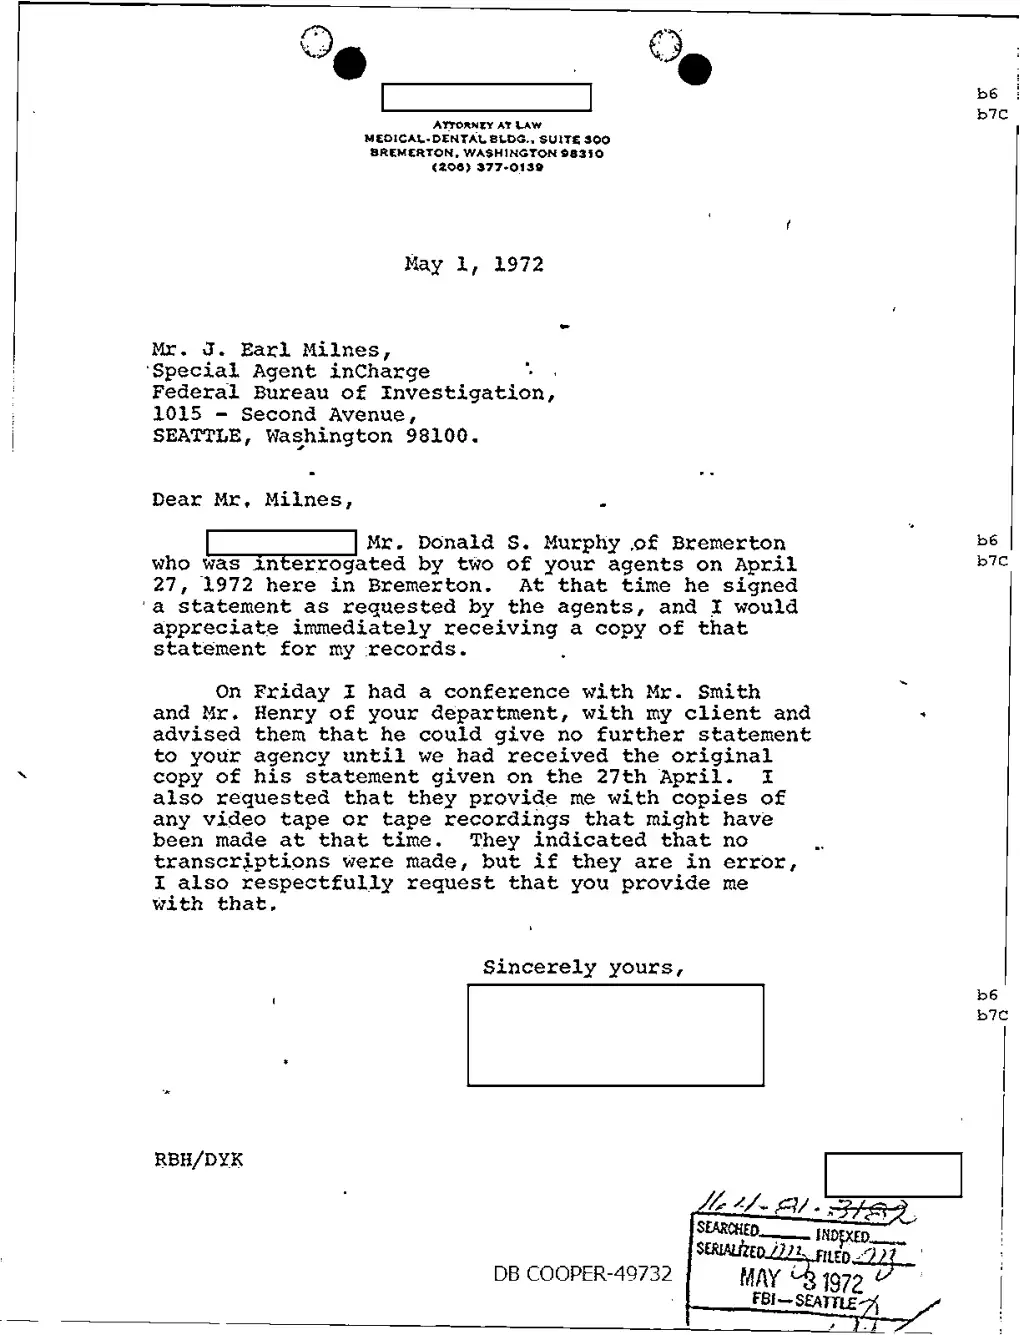 b6
b7C
ATTORNEY AT LAW
MEDICAL-DENTAL BLDG., SUITE 300
BREMERTON, WASHINGTON 98310
(206) 377-0139
May 1, 1972
Mr. J. Earl Milnes,
Special Agent inCharge
Federal Bureau of Investigation,
1015 - Second Avenue,
SEATTLE, Washington 98100.
Dear Mr. Milnes,
Mr. Donald S. Murphy of Bremerton
b6
who was interrogated by two of your agents on April
b7C
27, 1972 here in Bremerton.  At that time he signed
a statement as requested by the agents, and I would
appreciate immediately receiving a copy of that
statement for my records.
On Friday I had a conference with Mr. Smith
and Mr. Henry of your department, with my client and
advised them that he could give no further statement
to your agency until we had received the original
copy of his statement given on the 27th April.  I
also requested that they provide me with copies of
any video tape or tape recordings that might have
been made at that time.  They indicated that no
transcriptions were made, but if they are in error,
I also respectfully request that you provide me
with that.
Sincerely yours,
b6
b7C
RBH/DYK
164-81-3182
SEARCHED INDEXED
SERIALIZED FILED
DB COOPER-49732
MAY 3 1972
FBI—SEATTLE